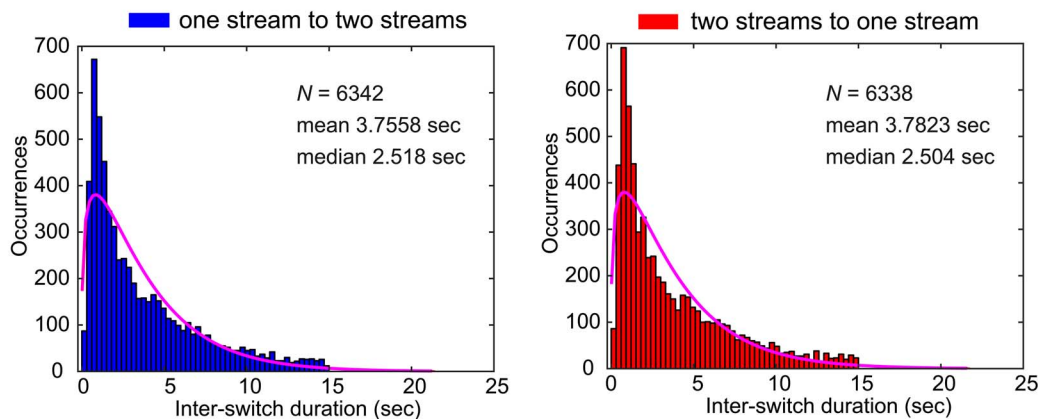 one stream to two streams
700
600
500
400
300
200
100
0
Occurrences
N = 6342
mean 3.7558 sec
median 2.518 sec
0 5 10 15 20 25
Inter-switch duration (sec)
two streams to one stream
700
600
500
400
300
200
100
0
Occurrences
N = 6338
mean 3.7823 sec
median 2.504 sec
0 5 10 15 20 25
Inter-switch duration (sec)